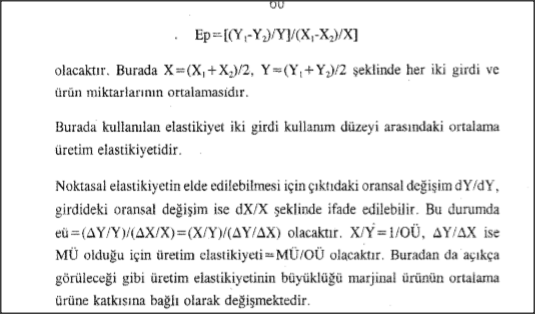 60
Ep=[(Y₁-Y₂)/Y]/(X₁-X₂)/X]
olacaktır. Burada X=(X₁+X₂)/2, Y=(Y₁+Y₂)/2 şeklinde her iki girdi ve
ürün miktarlarının ortalamasıdır.
Burada kullanılan elastikiyet iki girdi kullanım düzeyi arasındaki ortalama
üretim elastikiyetidir.
Noktasal elastikiyetin elde edilebilmesi için çıktıdaki oransal değişim dY/dY,
girdideki oransal değişim ise dX/X şeklinde ifade edilebilir. Bu durumda
eü=(ΔY/Y)/(ΔX/X)=(X/Y)/(ΔY/ΔX) olacaktır. X/Y=1/OÜ, ΔY/ΔX ise
MÜ olduğu için üretim elastikiyeti=MÜ/OÜ olacaktır. Buradan da açıkça
görüleceği gibi üretim elastikiyetinin büyüklüğü marjinal ürünün ortalama
ürüne katkısına bağlı olarak değişmektedir.